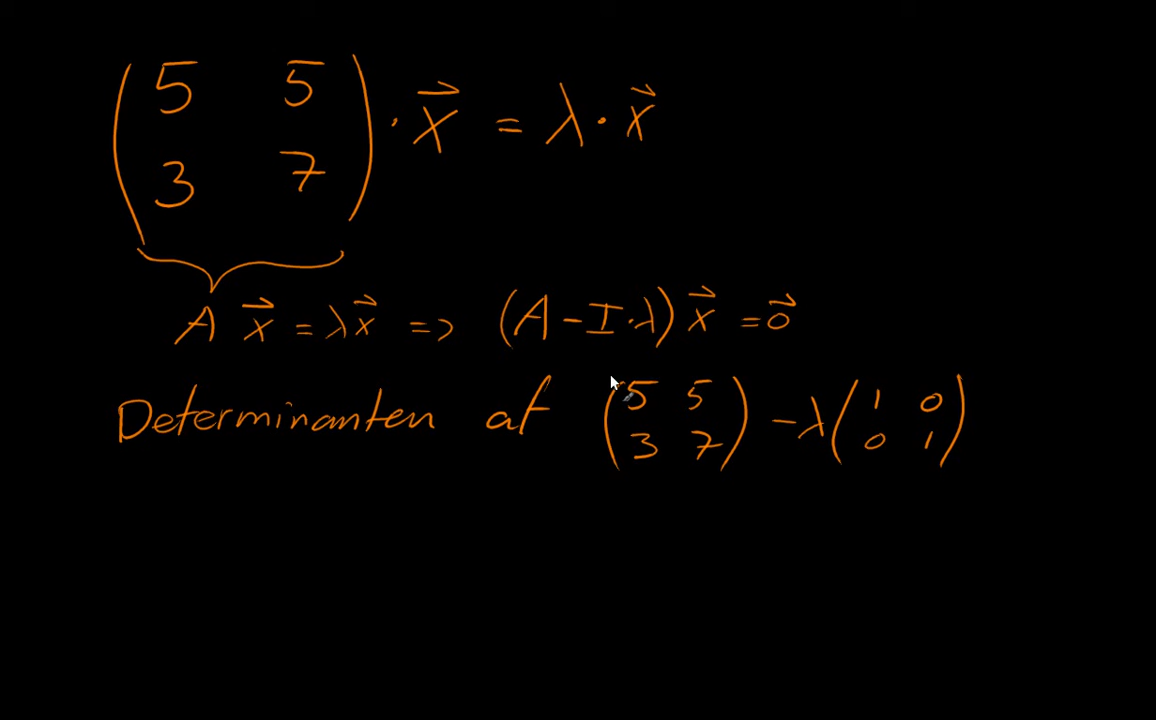 (5 5
3 7) · x⃗ = λ · x⃗
A x⃗ = λx⃗ => (A − I·λ) x⃗ = 0⃗
Determinanten af (5 5
3 7) − λ(1 0
0 1)